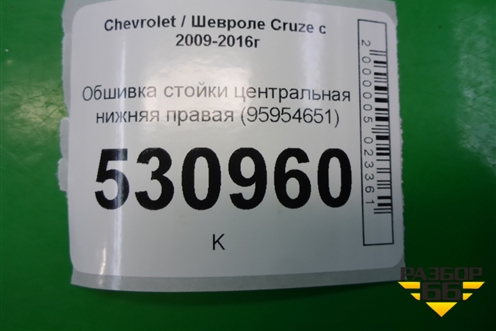 Chevrolet / Шевроле Cruze с
2009-2016г
Обшивка стойки центральная
нижняя правая (95954651)
530960
К
2000005023361
РАЗБОР
66